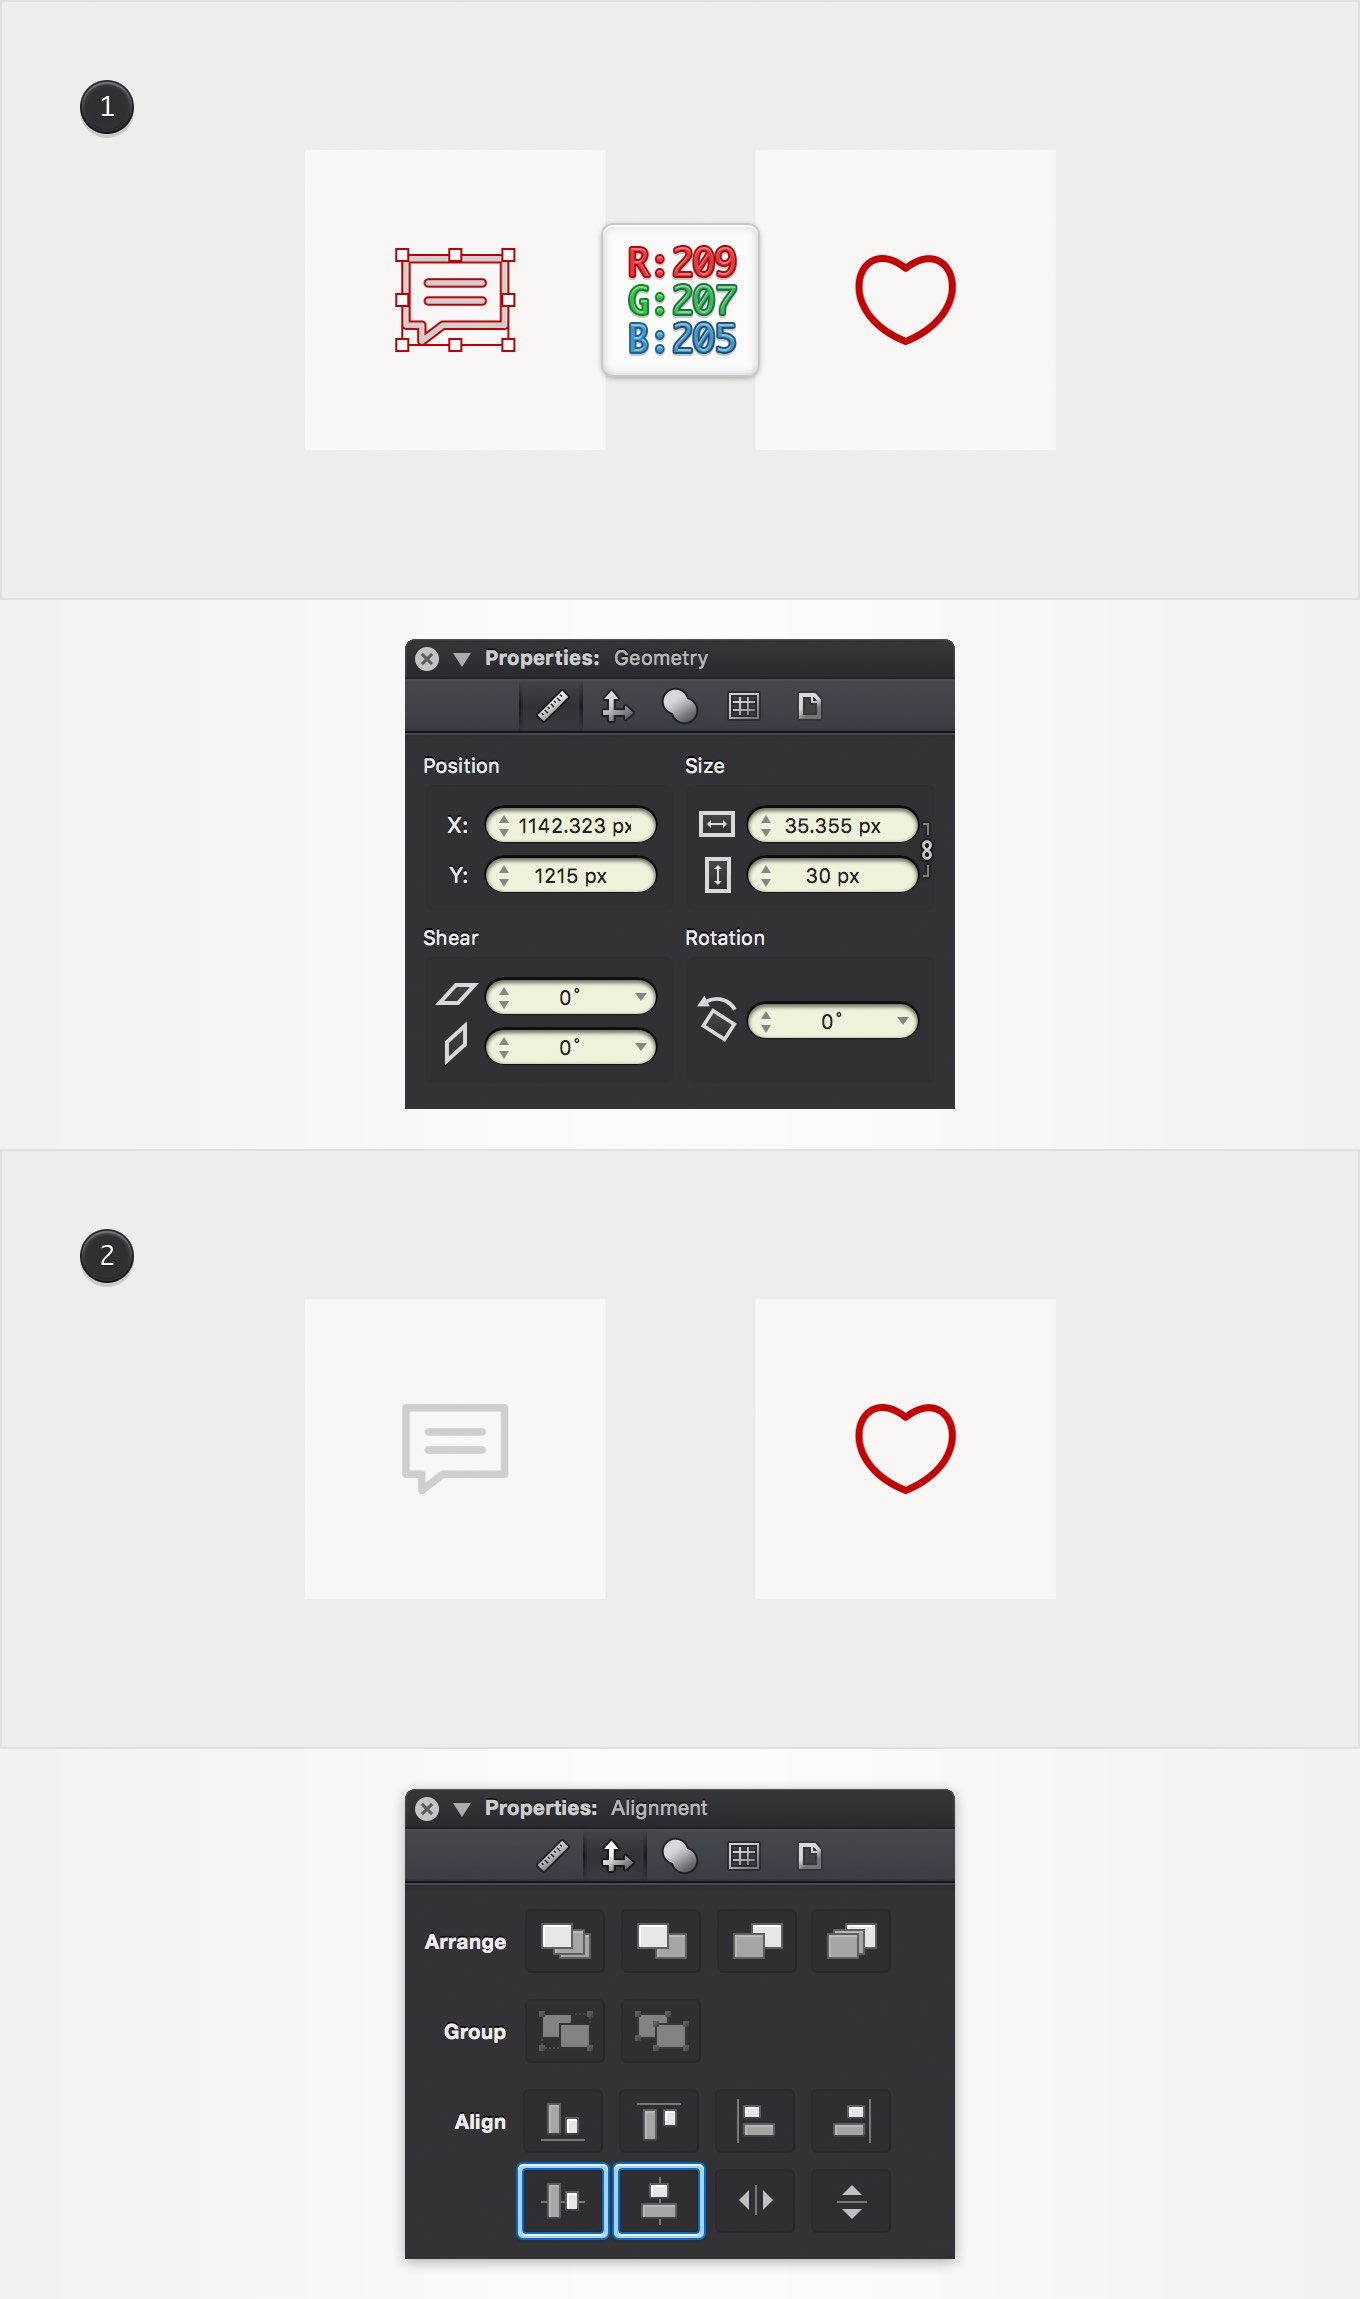 1
R:209
G:207
B:205
Properties: Geometry
Position
Size
X: 1142.323 px
35.355 px
Y: 1215 px
30 px
Shear
Rotation
0°
0°
0°
2
Properties: Alignment
Arrange
Group
Align